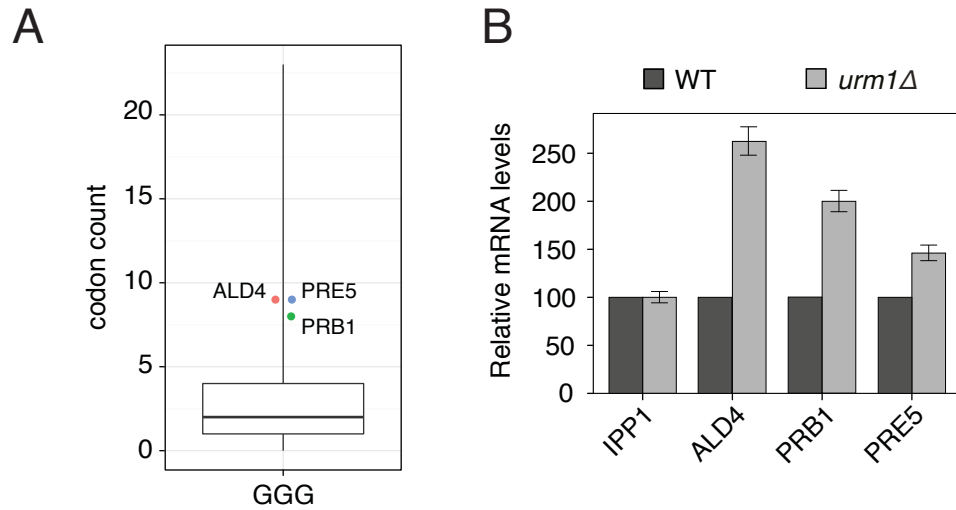 A
codon count
20
15
10
5
0
ALD4
PRE5
PRB1
GGG
B
WT
urm1Δ
Relative mRNA levels
250
200
150
100
50
0
IPP1
ALD4
PRB1
PRE5